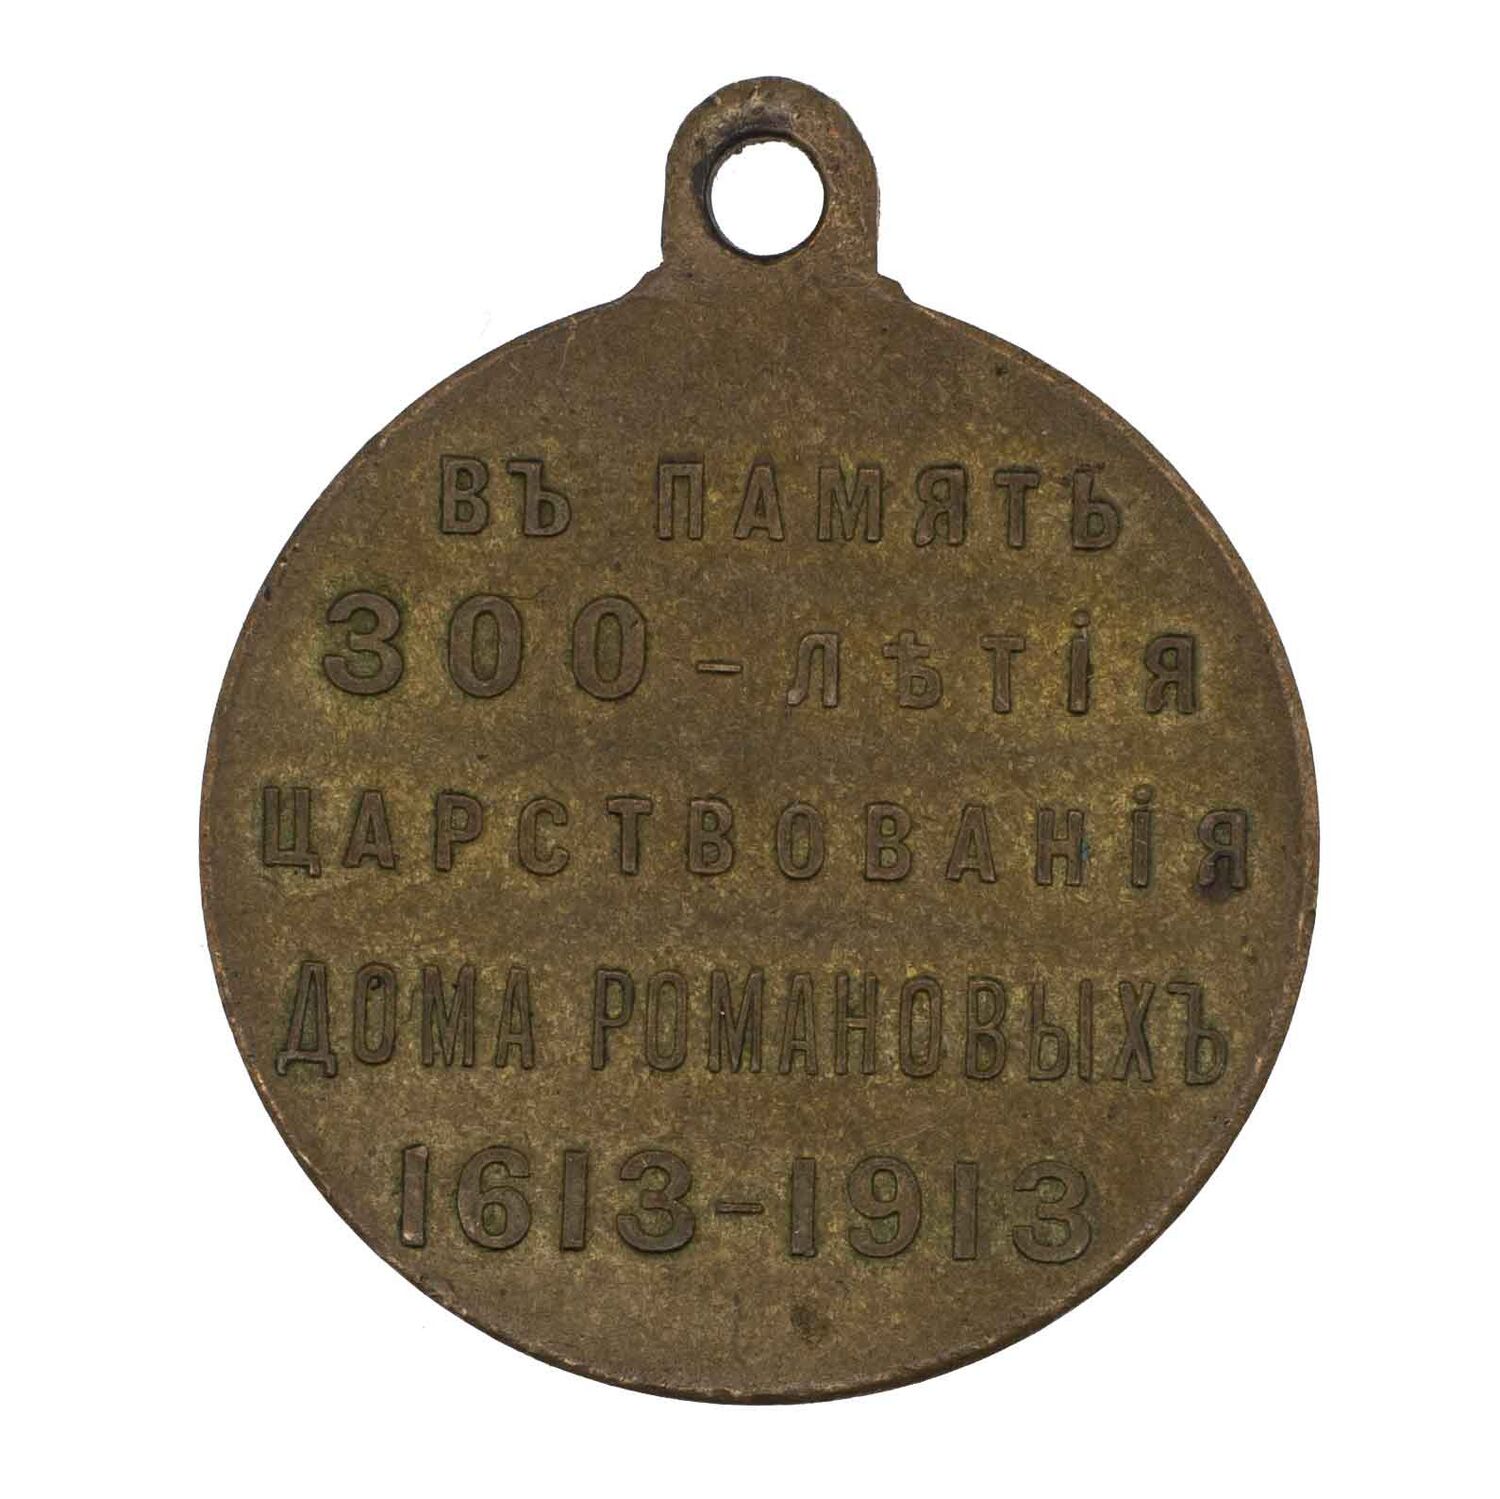 ВЪ ПАМЯТЬ
300-ЛѢТІЯ
ЦАРСТВОВАНІЯ
ДОМА РОМАНОВЫХЪ
1613-1913